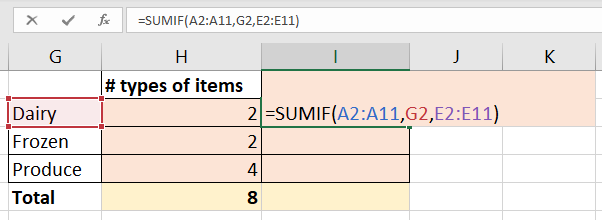 =SUMIF(A2:A11,G2,E2:E11)
G H I J K
# types of items
Dairy 2 =SUMIF(A2:A11,G2,E2:E11)
Frozen 2
Produce 4
Total 8